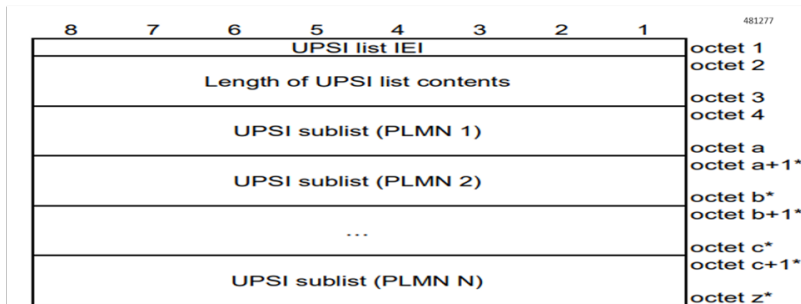 481277
8 7 6 5 4 3 2 1
UPSI list IEI octet 1
octet 2
Length of UPSI list contents
octet 3
octet 4
UPSI sublist (PLMN 1)
octet a
octet a+1*
UPSI sublist (PLMN 2)
octet b*
octet b+1*
...
octet c*
octet c+1*
UPSI sublist (PLMN N)
octet z*